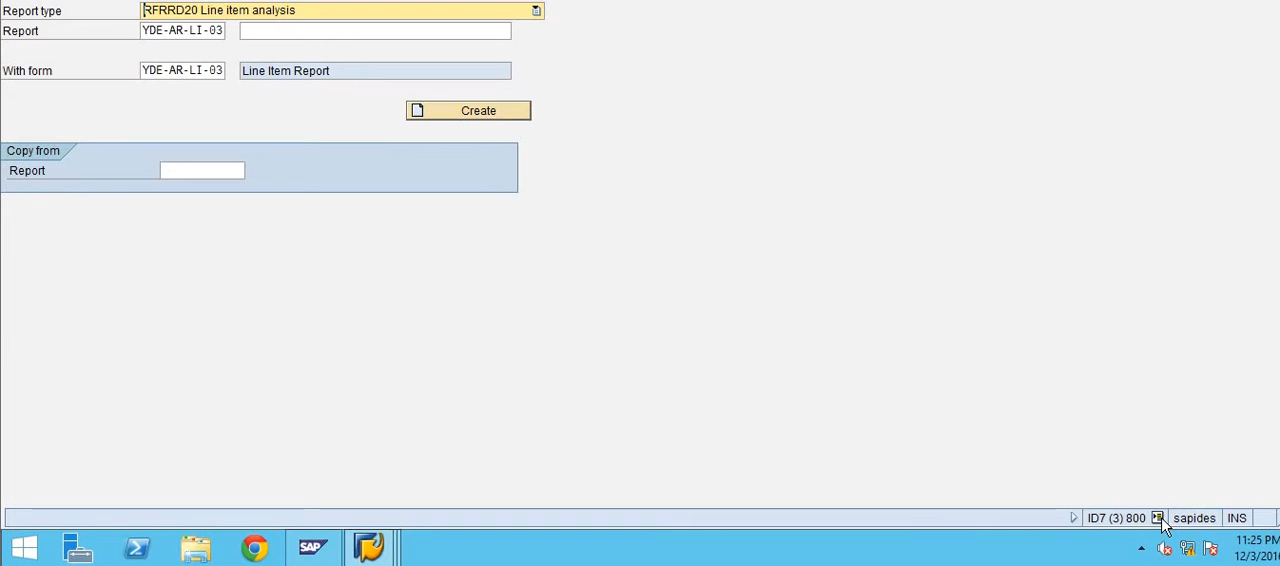 Report type RFRRD20 Line item analysis
Report YDE-AR-LI-03
With form YDE-AR-LI-03 Line Item Report
Create
Copy from
Report
ID7 (3) 800 sapides INS
SAP
11:25 PM
12/3/201